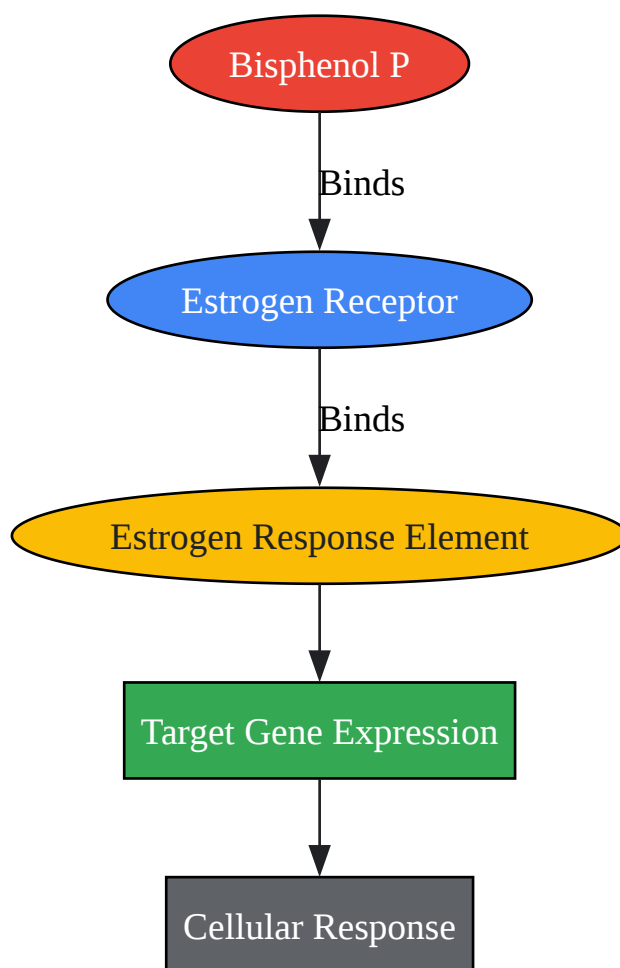 Bisphenol P
Binds
Estrogen Receptor
Binds
Estrogen Response Element
Target Gene Expression
Cellular Response